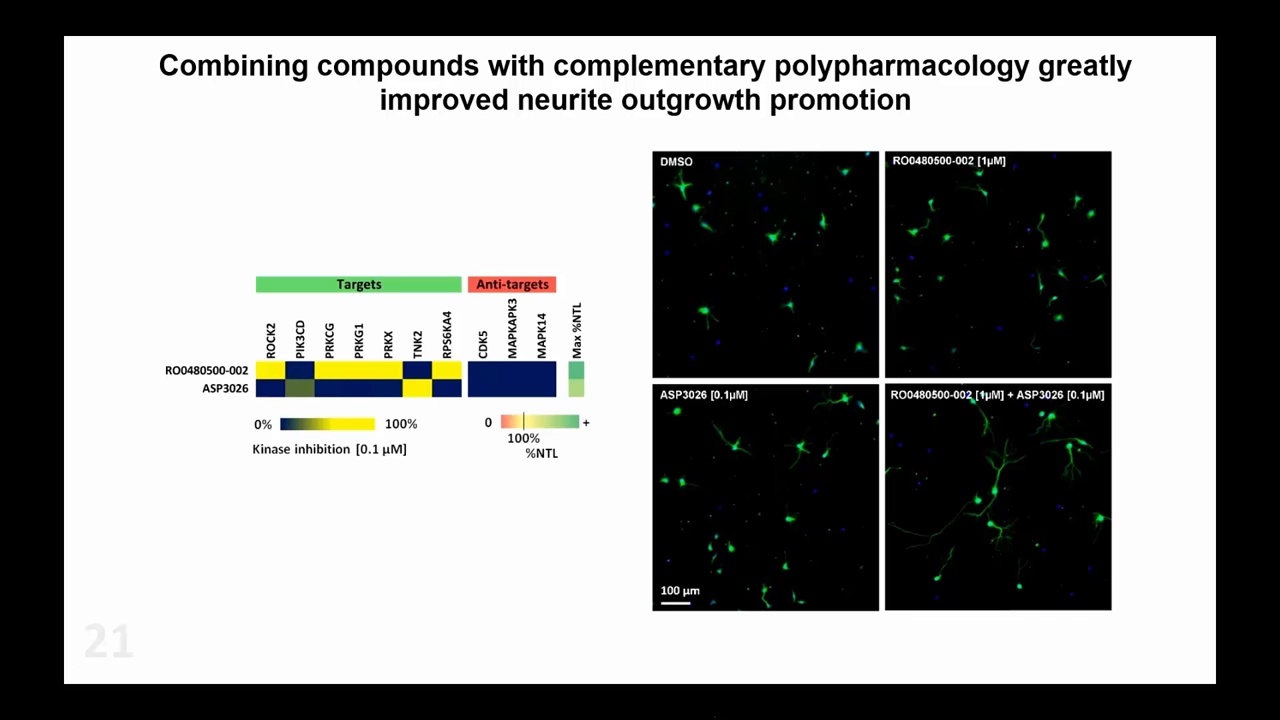 Combining compounds with complementary polypharmacology greatly
improved neurite outgrowth promotion
Targets
Anti-targets
ROCK2
PIK3CD
PRKCG
PRKG1
PRKX
TNK2
RPS6KA4
CDK5
MAPKAPK3
MAPK14
Max %NTL
RO0480500-002
ASP3026
0%
100%
Kinase inhibition [0.1 µM]
0
+
100%
%NTL
DMSO
RO0480500-002 [1µM]
ASP3026 [0.1µM]
RO0480500-002 [1µM] + ASP3026 [0.1µM]
100 µm
21